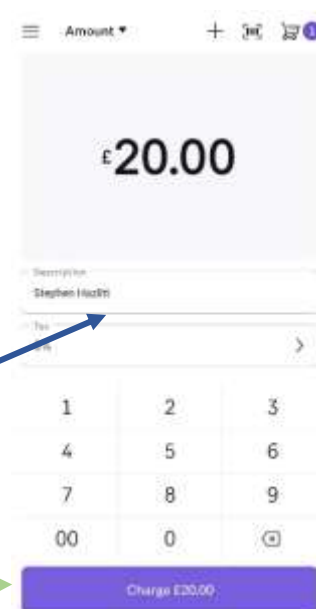 Amount ▼ + 1
£20.00
Description
Stephen
Tax
1 2 3
4 5 6
7 8 9
00 0
Charge £20.00